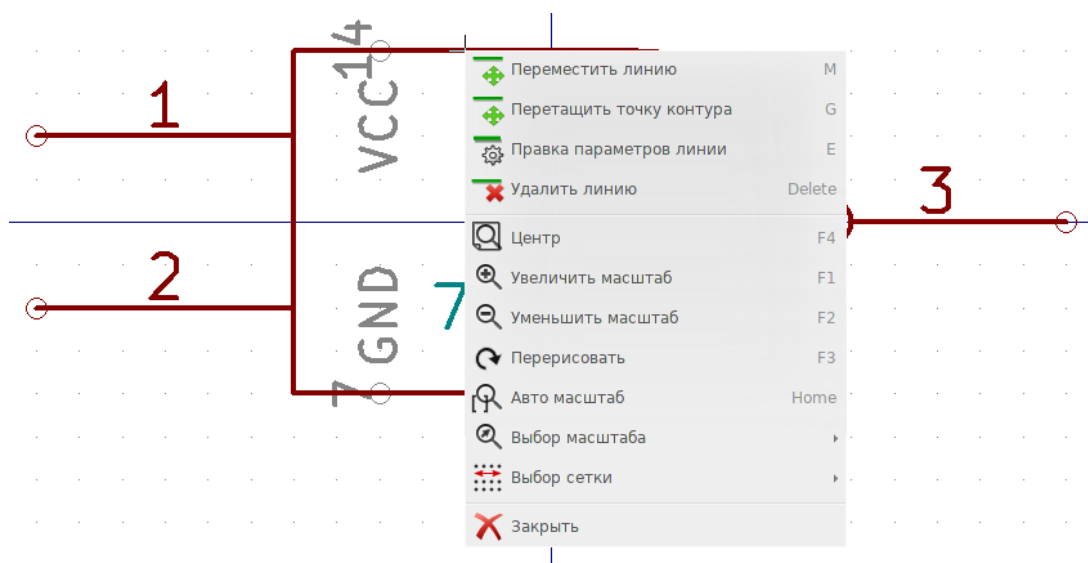 14
VCC
1
2
3
7 GND
7
Переместить линию M
Перетащить точку контура G
Правка параметров линии E
Удалить линию Delete
Центр F4
Увеличить масштаб F1
Уменьшить масштаб F2
Перерисовать F3
Авто масштаб Home
Выбор масштаба
Выбор сетки
Закрыть